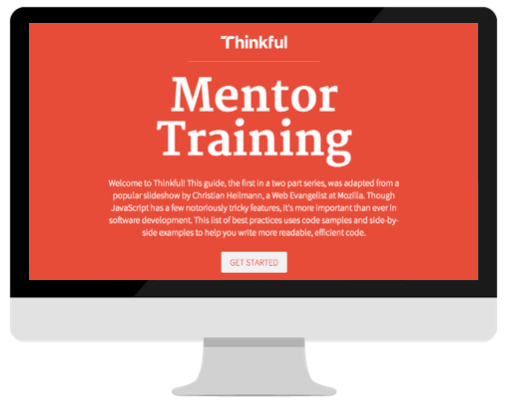 Thinkful
Mentor
Training
Welcome to Thinkful! This guide, the first in a two part series, was adapted from a
popular slideshow by Christian Heilmann, a Web Evangelist at Mozilla. Though
JavaScript has a few notoriously tricky features, it's more important than ever in
software development. This list of best practices uses code samples and side-by-
side examples to help you write more readable, efficient code.
GET STARTED